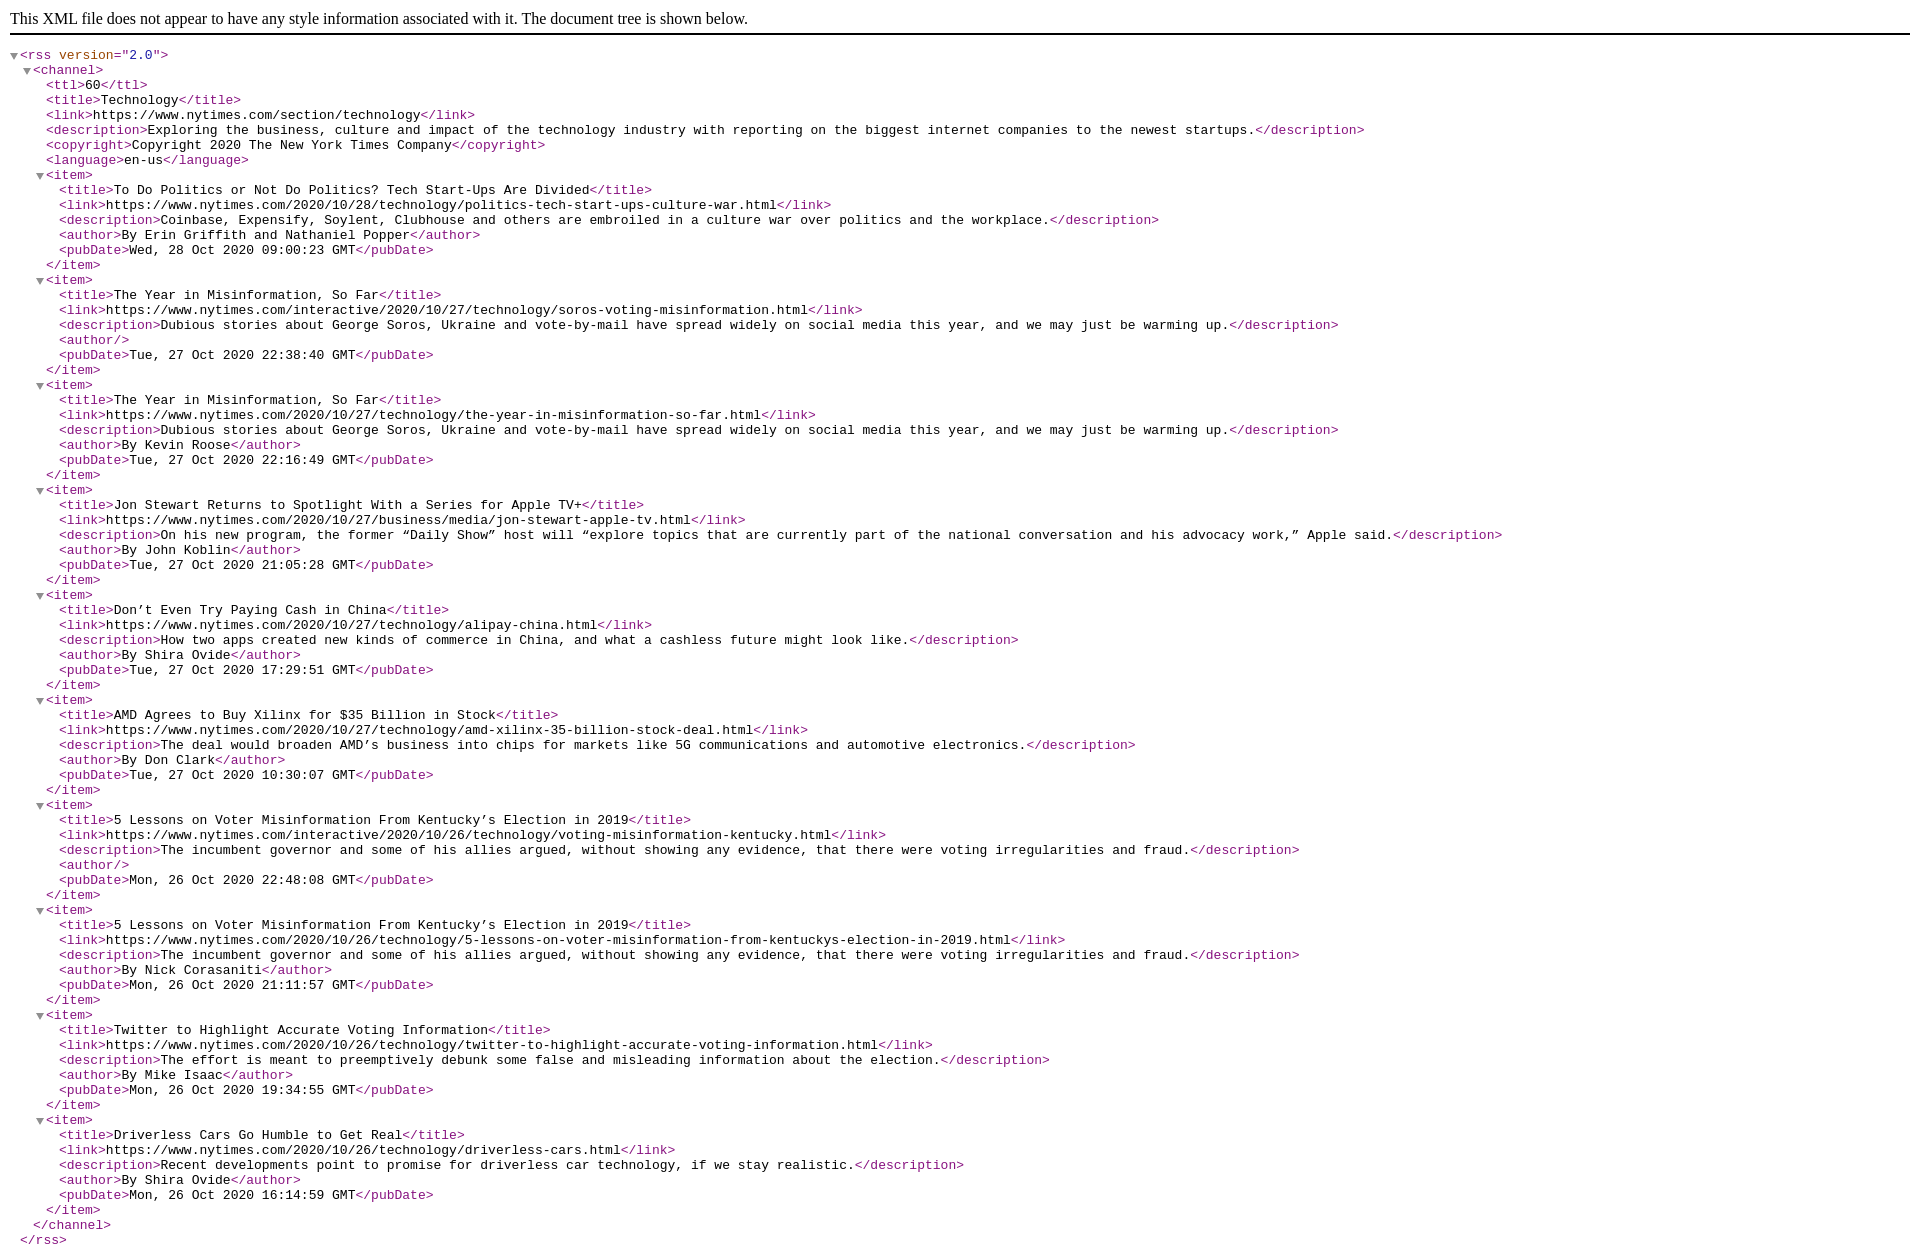 This XML file does not appear to have any style information associated with it. The document tree is shown below.
<rss version="2.0">
<channel>
<ttl>60</ttl>
<title>Technology</title>
<link>https://www.nytimes.com/section/technology</link>
<description>Exploring the business, culture and impact of the technology industry with reporting on the biggest internet companies to the newest startups.</description>
<copyright>Copyright 2020 The New York Times Company</copyright>
<language>en-us</language>
<item>
<title>To Do Politics or Not Do Politics? Tech Start-Ups Are Divided</title>
<link>https://www.nytimes.com/2020/10/28/technology/politics-tech-start-ups-culture-war.html</link>
<description>Coinbase, Expensify, Soylent, Clubhouse and others are embroiled in a culture war over politics and the workplace.</description>
<author>By Erin Griffith and Nathaniel Popper</author>
<pubDate>Wed, 28 Oct 2020 09:00:23 GMT</pubDate>
</item>
<item>
<title>The Year in Misinformation, So Far</title>
<link>https://www.nytimes.com/interactive/2020/10/27/technology/soros-voting-misinformation.html</link>
<description>Dubious stories about George Soros, Ukraine and vote-by-mail have spread widely on social media this year, and we may just be warming up.</description>
<author/>
<pubDate>Tue, 27 Oct 2020 22:38:40 GMT</pubDate>
</item>
<item>
<title>The Year in Misinformation, So Far</title>
<link>https://www.nytimes.com/2020/10/27/technology/the-year-in-misinformation-so-far.html</link>
<description>Dubious stories about George Soros, Ukraine and vote-by-mail have spread widely on social media this year, and we may just be warming up.</description>
<author>By Kevin Roose</author>
<pubDate>Tue, 27 Oct 2020 22:16:49 GMT</pubDate>
</item>
<item>
<title>Jon Stewart Returns to Spotlight With a Series for Apple TV+</title>
<link>https://www.nytimes.com/2020/10/27/business/media/jon-stewart-apple-tv.html</link>
<description>On his new program, the former “Daily Show” host will “explore topics that are currently part of the national conversation and his advocacy work,” Apple said.</description>
<author>By John Koblin</author>
<pubDate>Tue, 27 Oct 2020 21:05:28 GMT</pubDate>
</item>
<item>
<title>Don’t Even Try Paying Cash in China</title>
<link>https://www.nytimes.com/2020/10/27/technology/alipay-china.html</link>
<description>How two apps created new kinds of commerce in China, and what a cashless future might look like.</description>
<author>By Shira Ovide</author>
<pubDate>Tue, 27 Oct 2020 17:29:51 GMT</pubDate>
</item>
<item>
<title>AMD Agrees to Buy Xilinx for $35 Billion in Stock</title>
<link>https://www.nytimes.com/2020/10/27/technology/amd-xilinx-35-billion-stock-deal.html</link>
<description>The deal would broaden AMD’s business into chips for markets like 5G communications and automotive electronics.</description>
<author>By Don Clark</author>
<pubDate>Tue, 27 Oct 2020 10:30:07 GMT</pubDate>
</item>
<item>
<title>5 Lessons on Voter Misinformation From Kentucky’s Election in 2019</title>
<link>https://www.nytimes.com/interactive/2020/10/26/technology/voting-misinformation-kentucky.html</link>
<description>The incumbent governor and some of his allies argued, without showing any evidence, that there were voting irregularities and fraud.</description>
<author/>
<pubDate>Mon, 26 Oct 2020 22:48:08 GMT</pubDate>
</item>
<item>
<title>5 Lessons on Voter Misinformation From Kentucky’s Election in 2019</title>
<link>https://www.nytimes.com/2020/10/26/technology/5-lessons-on-voter-misinformation-from-kentuckys-election-in-2019.html</link>
<description>The incumbent governor and some of his allies argued, without showing any evidence, that there were voting irregularities and fraud.</description>
<author>By Nick Corasaniti</author>
<pubDate>Mon, 26 Oct 2020 21:11:57 GMT</pubDate>
</item>
<item>
<title>Twitter to Highlight Accurate Voting Information</title>
<link>https://www.nytimes.com/2020/10/26/technology/twitter-to-highlight-accurate-voting-information.html</link>
<description>The effort is meant to preemptively debunk some false and misleading information about the election.</description>
<author>By Mike Isaac</author>
<pubDate>Mon, 26 Oct 2020 19:34:55 GMT</pubDate>
</item>
<item>
<title>Driverless Cars Go Humble to Get Real</title>
<link>https://www.nytimes.com/2020/10/26/technology/driverless-cars.html</link>
<description>Recent developments point to promise for driverless car technology, if we stay realistic.</description>
<author>By Shira Ovide</author>
<pubDate>Mon, 26 Oct 2020 16:14:59 GMT</pubDate>
</item>
</channel>
</rss>